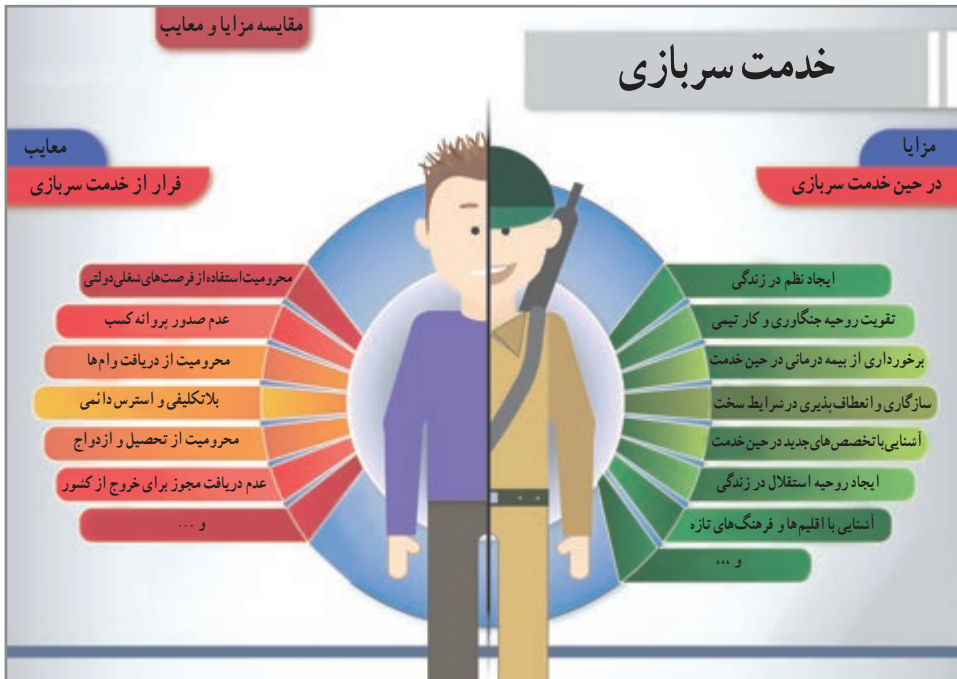 مقایسه مزایا و معایب
خدمت سربازی
مزایا
در حین خدمت سربازی
ایجاد نظم در زندگی
تقویت روحیه جنگاوری و کار تیمی
برخورداری از بیمه درمانی در حین خدمت
سازگاری و انعطاف‌پذیری در شرایط سخت
آشنایی با تخصص‌های جدید در حین خدمت
ایجاد روحیه استقلال در زندگی
آشنایی با اقلیم‌ها و فرهنگ‌های تازه
و ...
معایب
فرار از خدمت سربازی
محرومیت استفاده از فرصت‌های شغلی دولتی
عدم صدور پروانه کسب
محرومیت از دریافت وام‌ها
بلاتکلیفی و استرس دائمی
محرومیت از تحصیل و ازدواج
عدم دریافت مجوز برای خروج از کشور
و ...